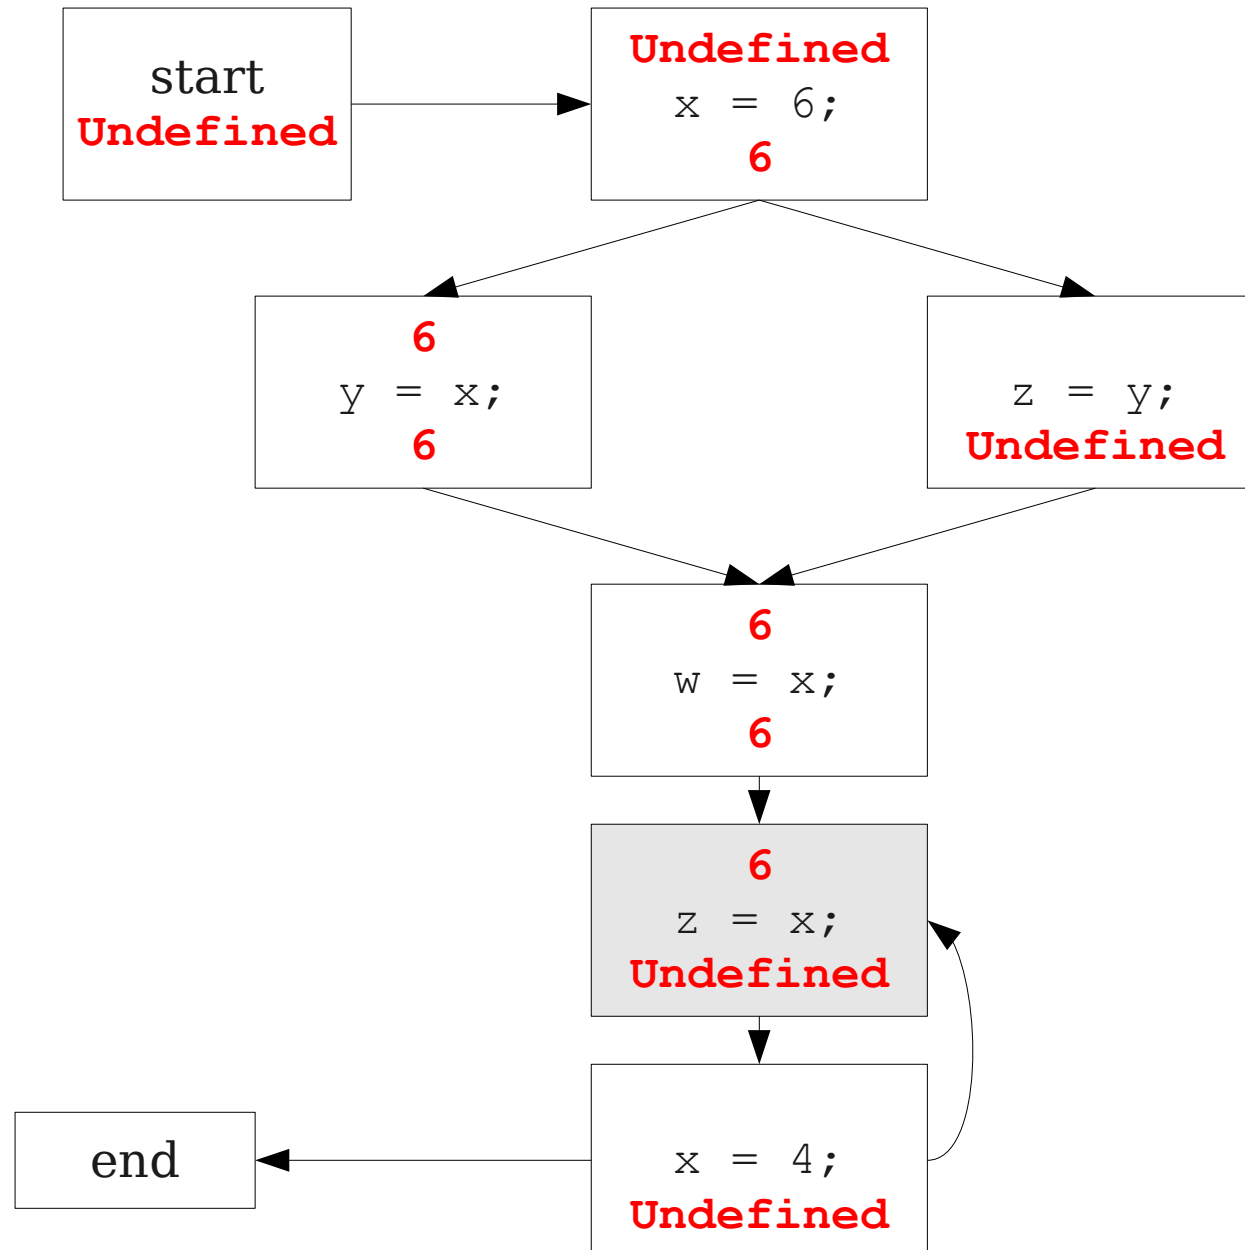 start
Undefined
Undefined
x = 6;
6
6
y = x;
6
z = y;
Undefined
6
w = x;
6
6
z = x;
Undefined
end
x = 4;
Undefined